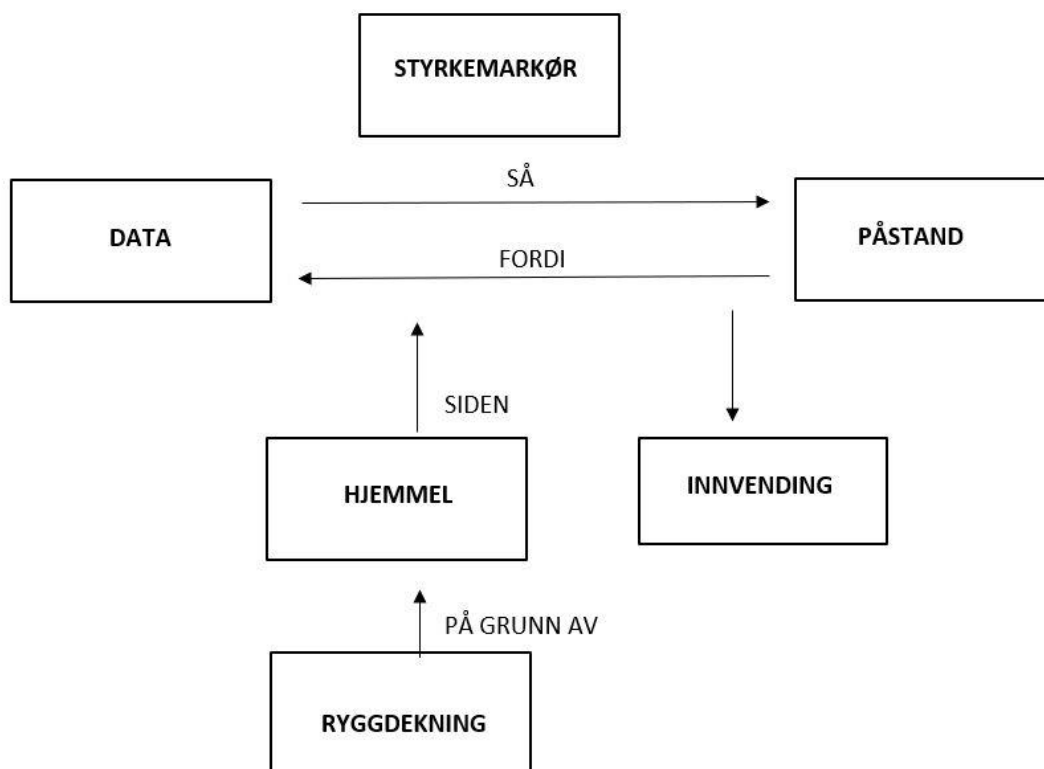 STYRKEMARKØR
SÅ
DATA
PÅSTAND
FORDI
SIDEN
HJEMMEL
INNVENDING
PÅ GRUNN AV
RYGGDEKNING